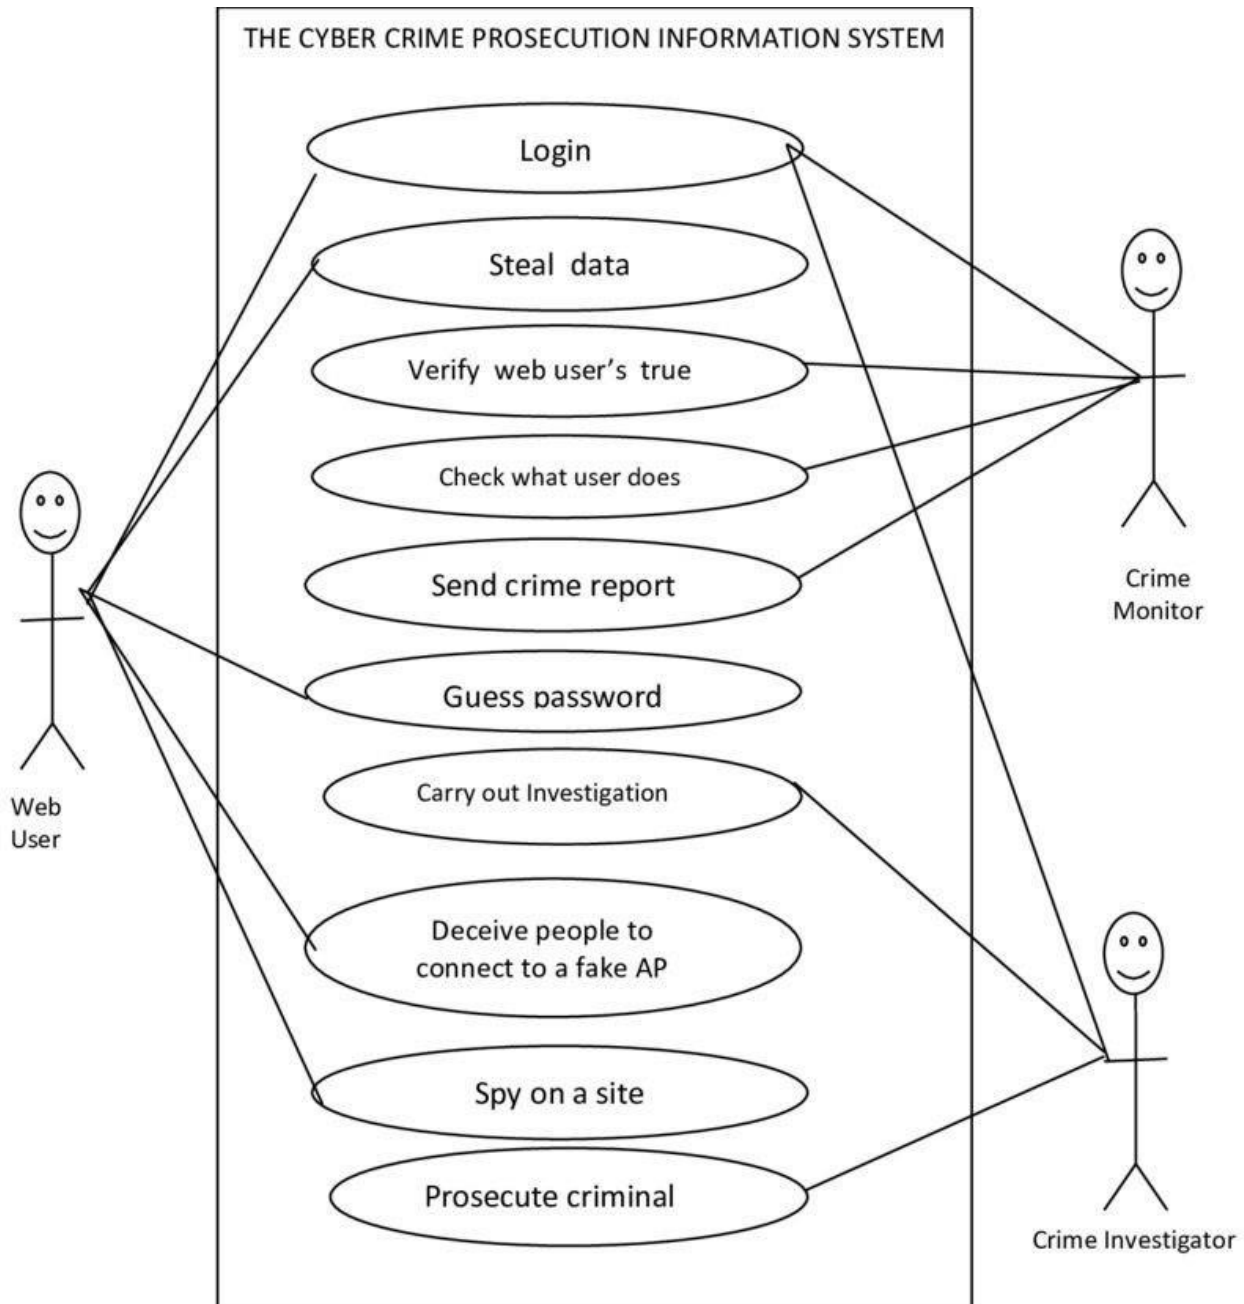 THE CYBER CRIME PROSECUTION INFORMATION SYSTEM
Login
Steal data
Verify web user's true
Check what user does
Send crime report
Guess password
Carry out Investigation
Deceive people to
connect to a fake AP
Spy on a site
Prosecute criminal
Web
User
Crime
Monitor
Crime Investigator